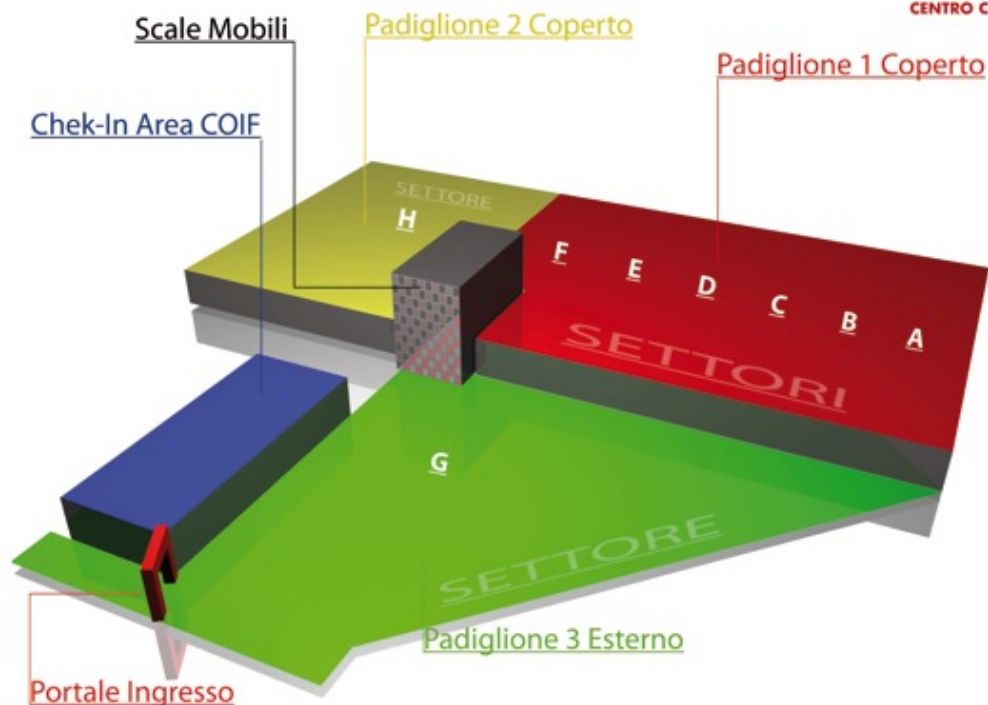 CENTRO C
Scale Mobili
Padiglione 2 Coperto
Padiglione 1 Coperto
Chek-In Area COIF
SETTORE
H
F
E
D
C
B
A
SETTORI
G
SETTORE
Padiglione 3 Esterno
Portale Ingresso